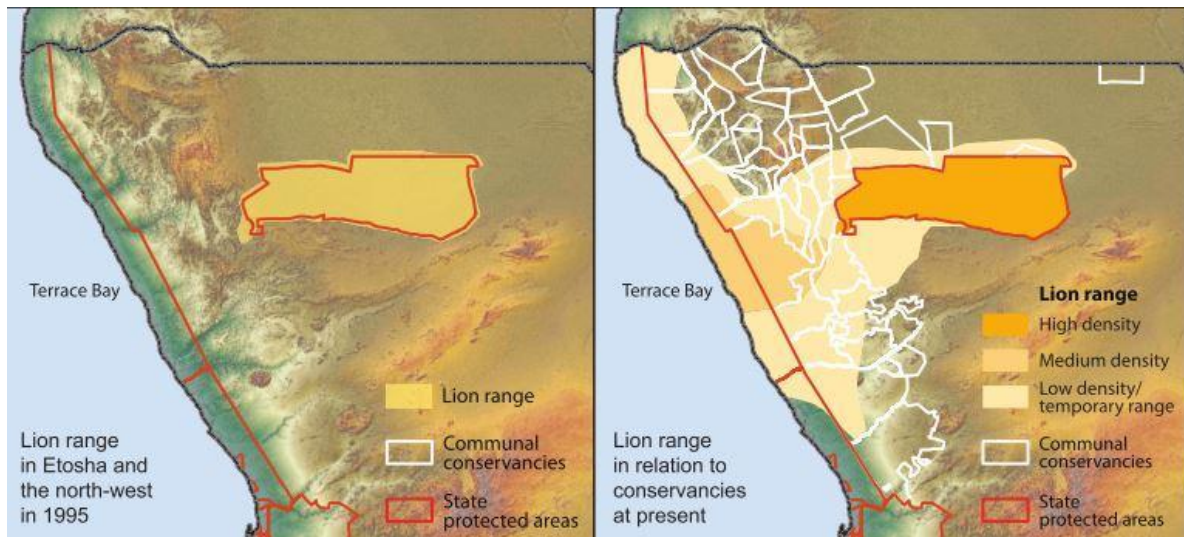 Terrace Bay
Lion range
in Etosha and
the north-west
in 1995
Lion range
Communal
conservancies
State
protected areas
Terrace Bay
Lion range
in relation to
conservancies
at present
Lion range
High density
Medium density
Low density/
temporary range
Communal
conservancies
State
protected areas